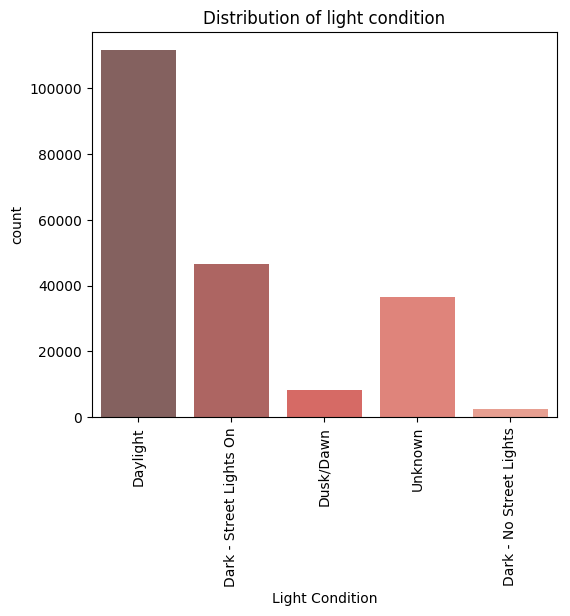 Distribution of light condition
100000
80000
60000
40000
20000
0
count
Daylight
Dark - Street Lights On
Dusk/Dawn
Unknown
Dark - No Street Lights
Light Condition